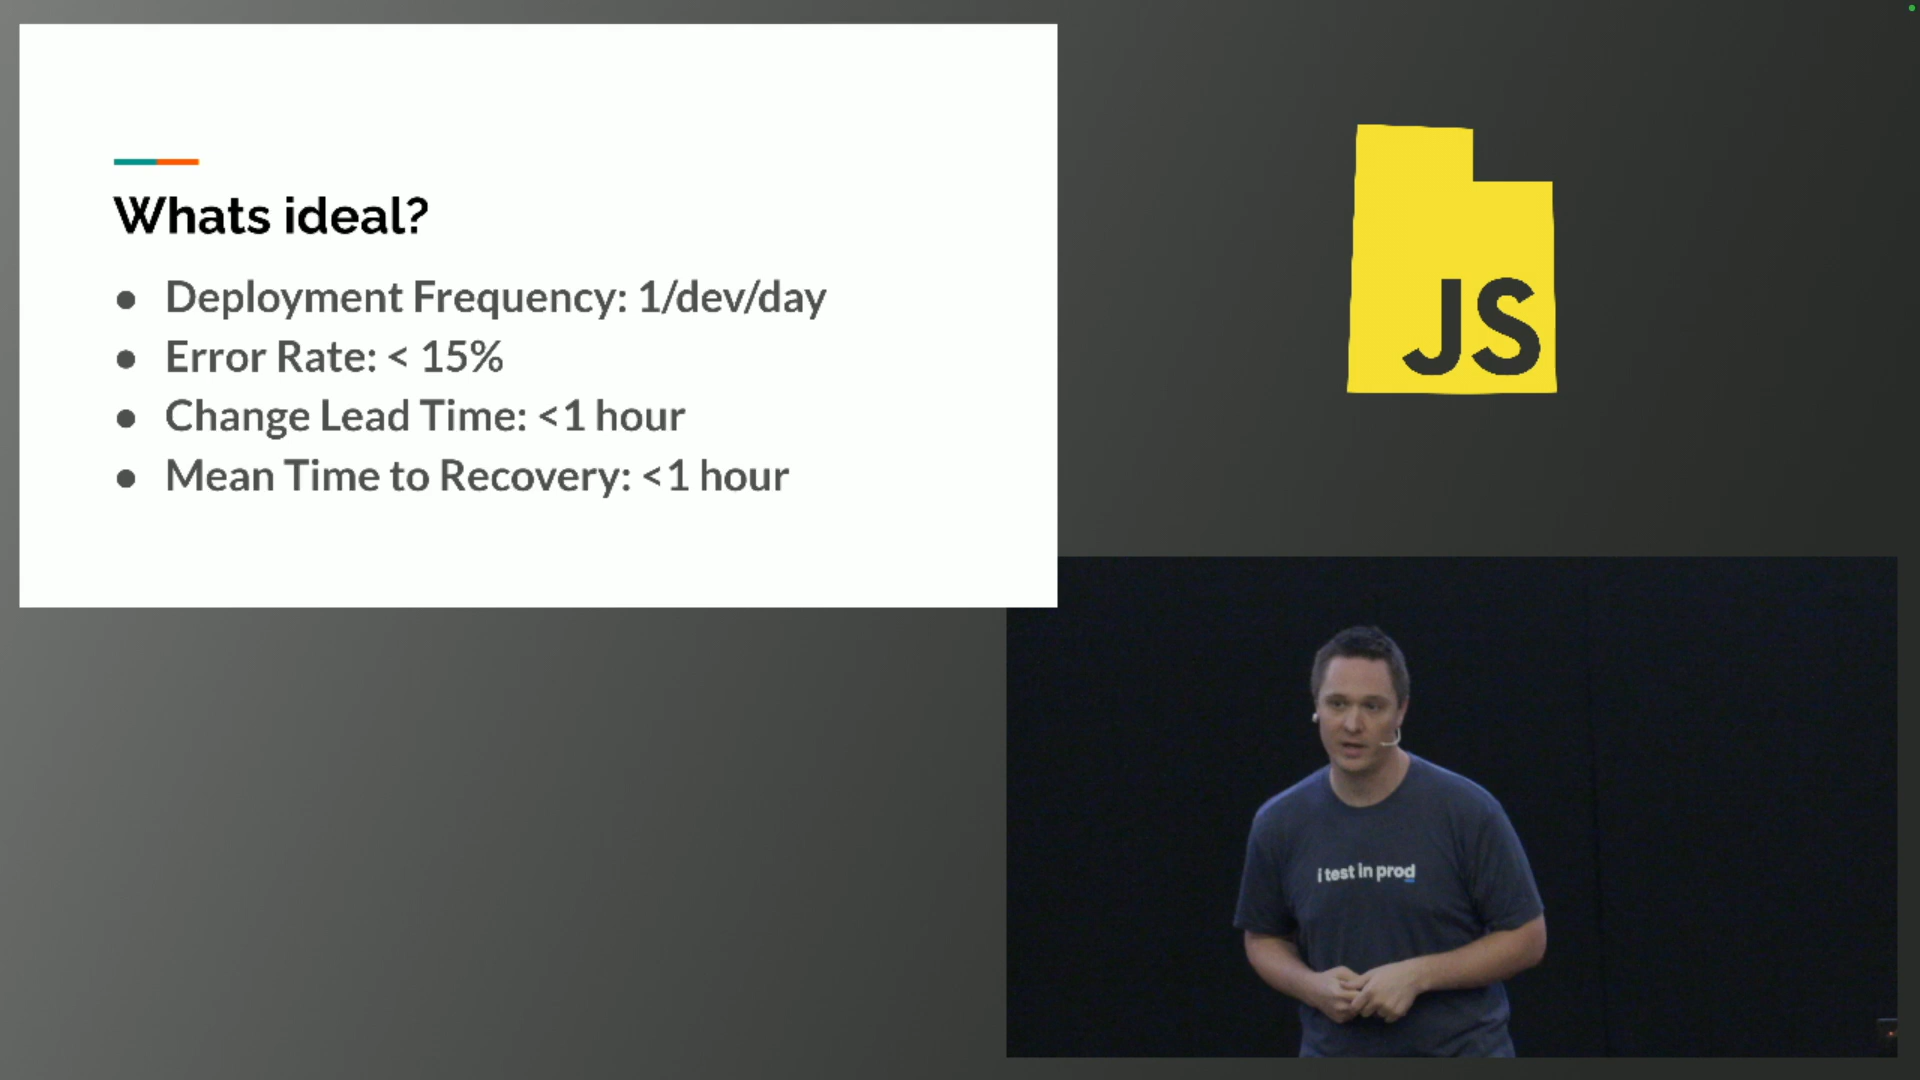 Whats ideal?
● Deployment Frequency: 1/dev/day
● Error Rate: < 15%
● Change Lead Time: <1 hour
● Mean Time to Recovery: <1 hour
JS
i test in prod